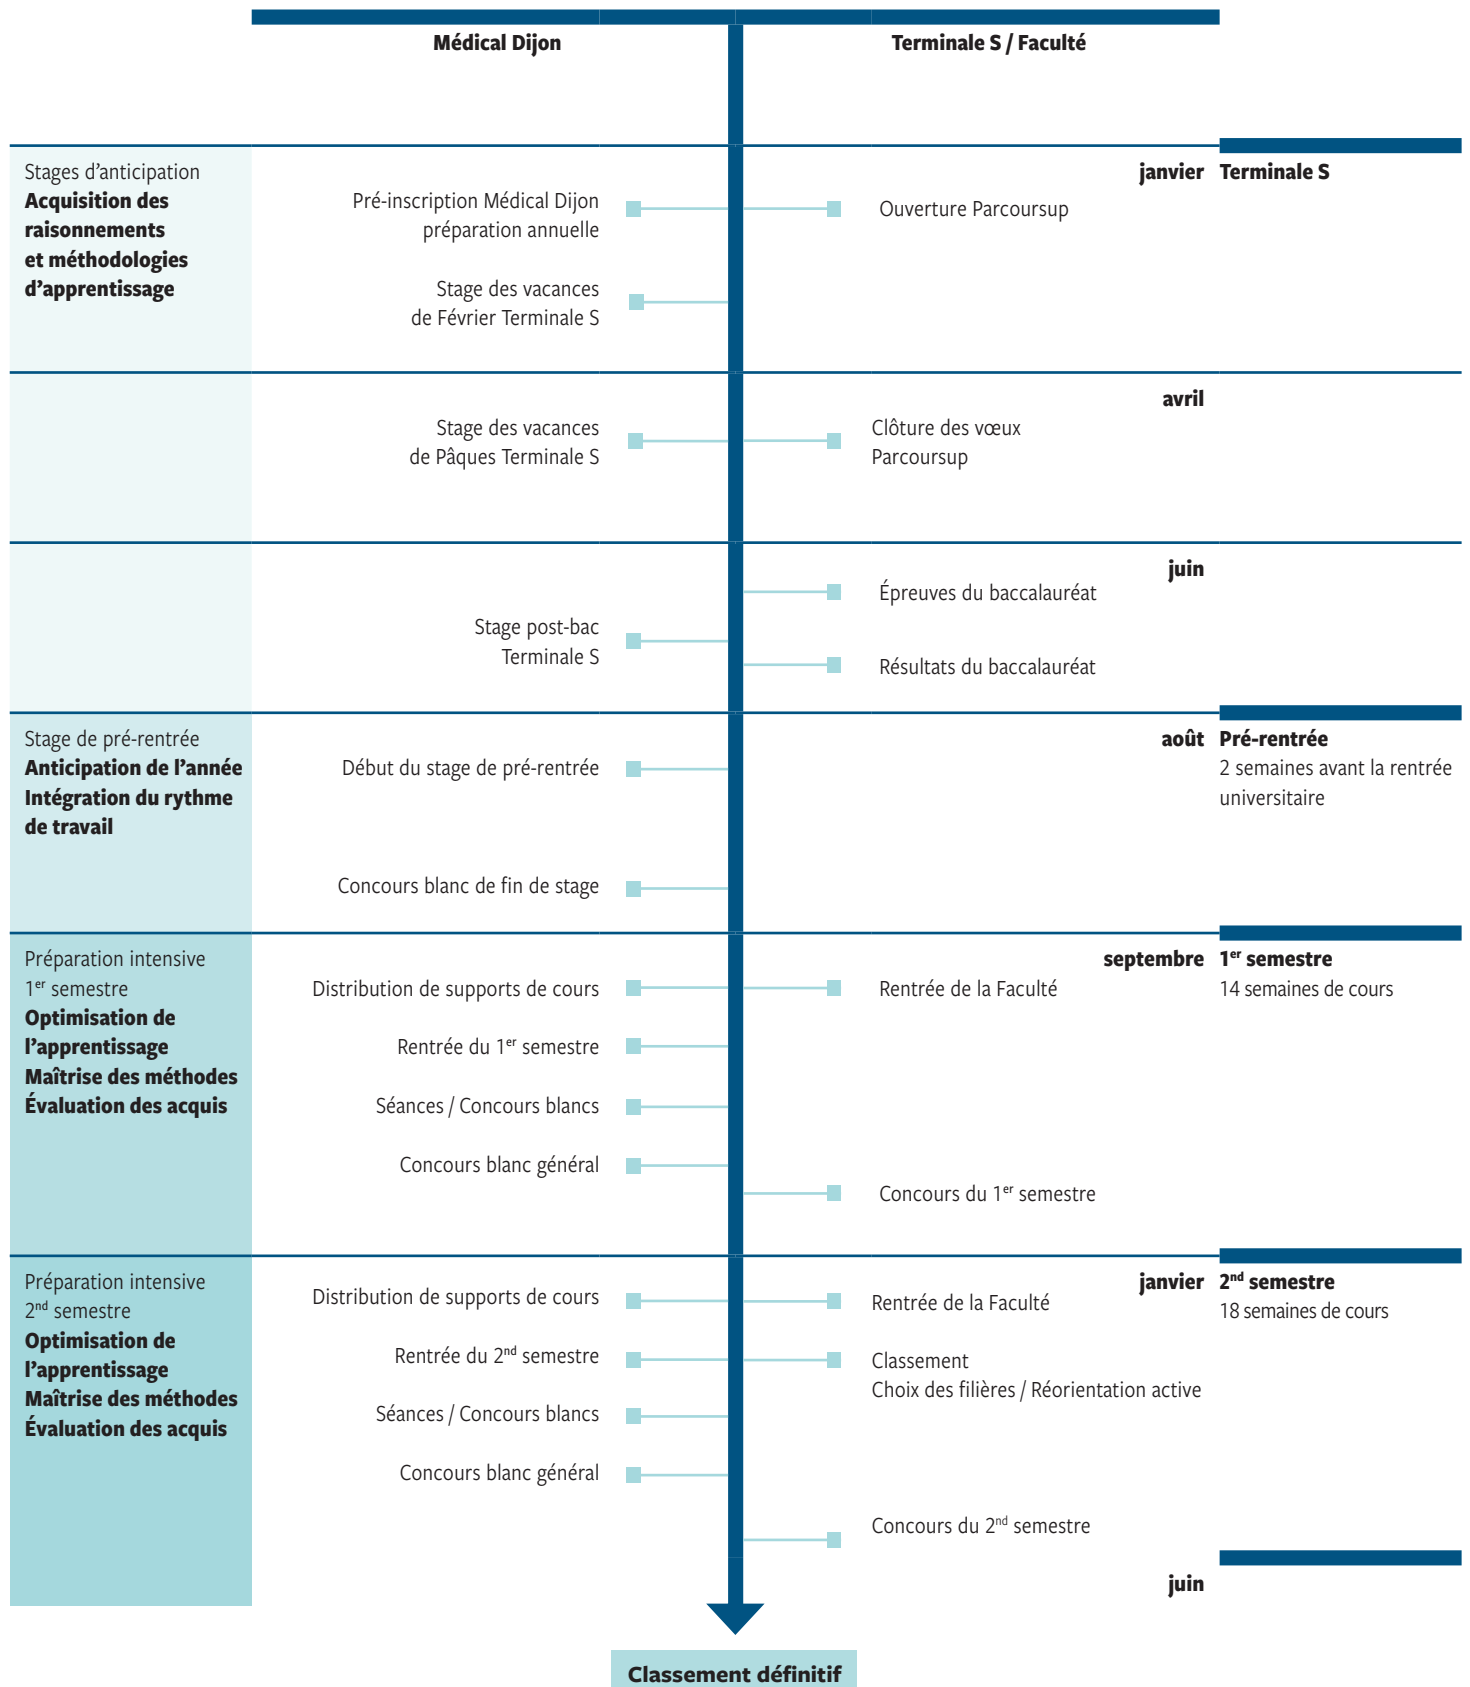 Médical Dijon
Terminale S / Faculté
janvier
Terminale S
Stages d’anticipation
Acquisition des
raisonnements
et méthodologies
d’apprentissage
Pré-inscription Médical Dijon
préparation annuelle
Ouverture Parcoursup
Stage des vacances
de Février Terminale S
avril
Stage des vacances
de Pâques Terminale S
Clôture des vœux
Parcoursup
juin
Épreuves du baccalauréat
Stage post-bac
Terminale S
Résultats du baccalauréat
août
Pré-rentrée
2 semaines avant la rentrée
universitaire
Stage de pré-rentrée
Anticipation de l’année
Intégration du rythme
de travail
Début du stage de pré-rentrée
Concours blanc de fin de stage
septembre
1er semestre
14 semaines de cours
Préparation intensive
1er semestre
Optimisation de
l’apprentissage
Maîtrise des méthodes
Évaluation des acquis
Distribution de supports de cours
Rentrée de la Faculté
Rentrée du 1er semestre
Séances / Concours blancs
Concours blanc général
Concours du 1er semestre
janvier
2nd semestre
18 semaines de cours
Préparation intensive
2nd semestre
Optimisation de
l’apprentissage
Maîtrise des méthodes
Évaluation des acquis
Distribution de supports de cours
Rentrée de la Faculté
Rentrée du 2nd semestre
Classement
Choix des filières / Réorientation active
Séances / Concours blancs
Concours blanc général
Concours du 2nd semestre
juin
Classement définitif